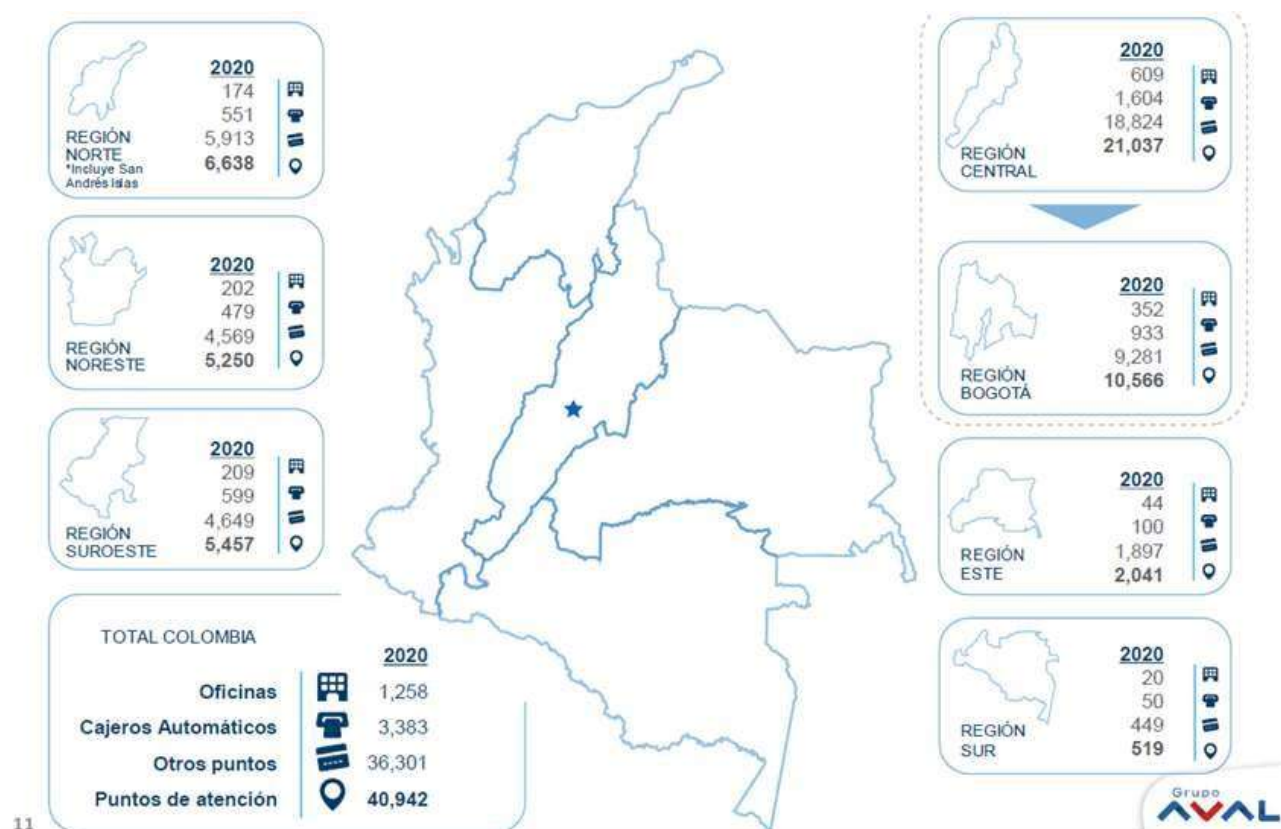 2020
174
551
5,913
6,638
REGIÓN
NORTE
*Incluye San
Andrés Islas
2020
202
479
4,569
5,250
REGIÓN
NORESTE
2020
209
599
4,649
5,457
REGIÓN
SUROESTE
TOTAL COLOMBIA
2020
Oficinas 1,258
Cajeros Automáticos 3,383
Otros puntos 36,301
Puntos de atención 40,942
2020
609
1,604
18,824
21,037
REGIÓN
CENTRAL
2020
352
933
9,281
10,566
REGIÓN
BOGOTÁ
2020
44
100
1,897
2,041
REGIÓN
ESTE
2020
20
50
449
519
REGIÓN
SUR
Grupo
AVAL
11